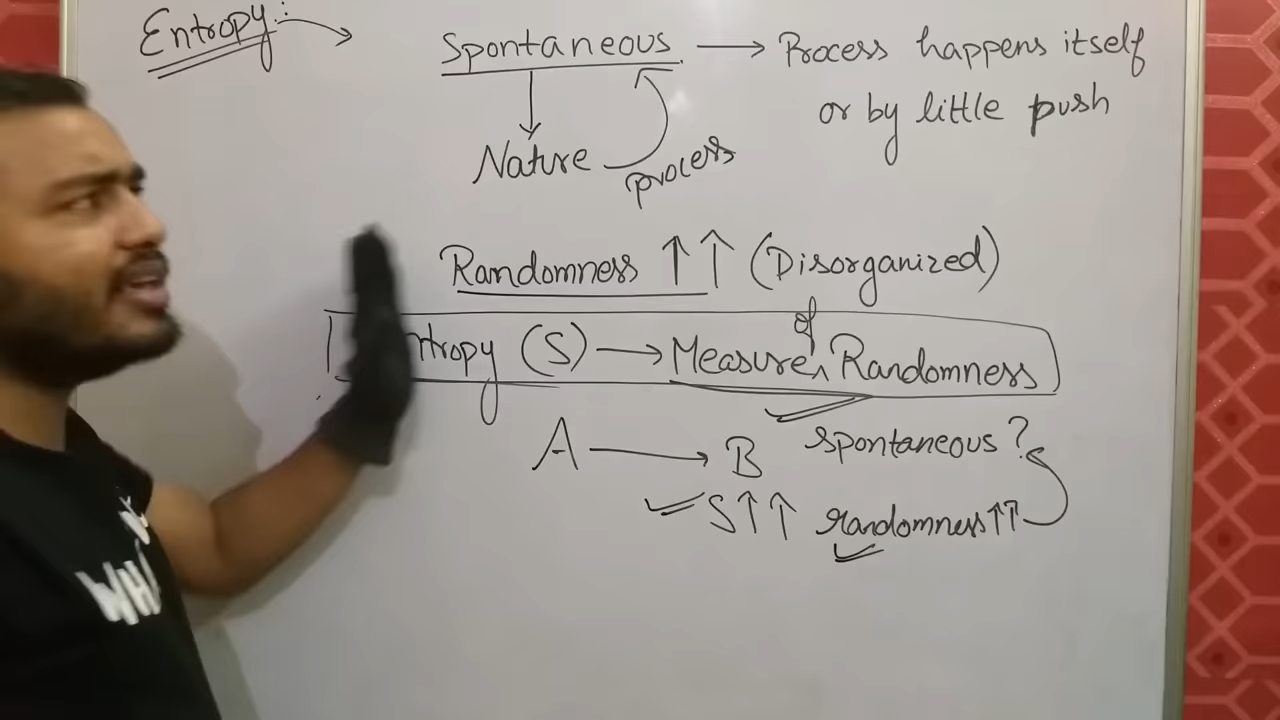 Entropy:- → Spontaneous → Process happens itself
or by little push
Nature process
Randomness ↑↑ (Disorganized)
ntropy (S) → Measure of Randomness
A → B spontaneous?
S↑↑ randomness↑↑